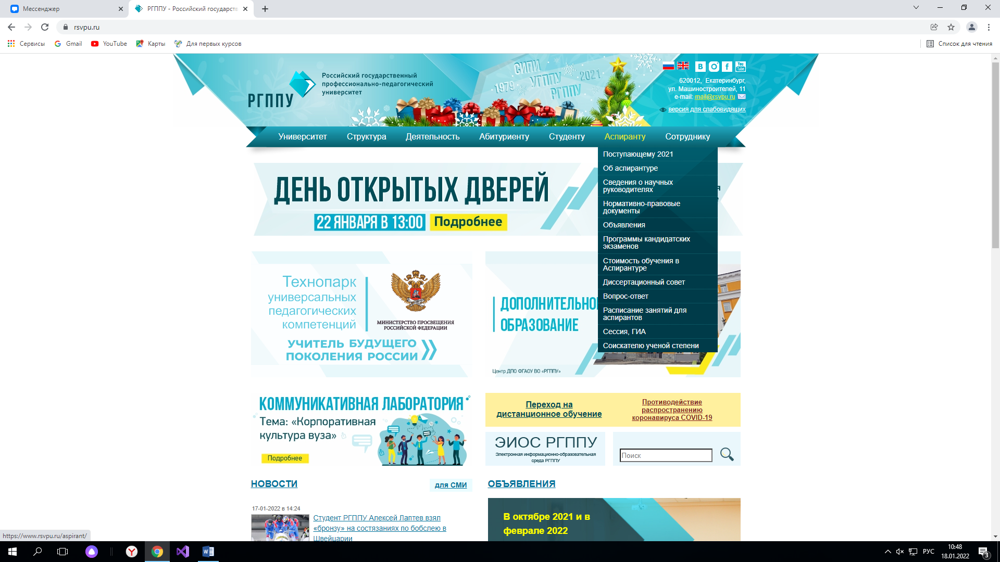 Мессенджер
РГППУ - Российский государств
rsvpu.ru
Сервисы
Gmail
YouTube
Карты
Для первых курсов
Список для чтения
РГППУ
Российский государственный
профессионально-педагогический
университет
СИПИ
1979 УГППУ 2021
РГППУ
B
f
You
Tube
620012, Екатеринбург,
ул. Машиностроителей, 11
e-mail: mail@rsvpu.ru
версия для слабовидящих
Университет
Структура
Деятельность
Абитуриенту
Студенту
Аспиранту
Сотруднику
Поступающему 2021
Об аспирантуре
Сведения о научных
руководителях
Нормативно-правовые
документы
Объявления
Программы кандидатских
экзаменов
Стоимость обучения в
Аспирантуре
Диссертационный совет
Вопрос-ответ
Расписание занятий для
аспирантов
Сессия, ГИА
Соискателю ученой степени
ДЕНЬ ОТКРЫТЫХ ДВЕРЕЙ
22 ЯНВАРЯ В 13:00 Подробнее
Технопарк
универсальных
педагогических
компетенций
МИНИСТЕРСТВО ПРОСВЕЩЕНИЯ
РОССИЙСКОЙ ФЕДЕРАЦИИ
УЧИТЕЛЬ БУДУЩЕГО
ПОКОЛЕНИЯ РОССИИ
ДОПОЛНИТЕЛЬНО
ОБРАЗОВАНИЕ
Центр ДПО ФГАОУ ВО «РГППУ»
КОММУНИКАТИВНАЯ ЛАБОРАТОРИЯ
Тема: «Корпоративная
культура вуза»
Подробнее
Переход на
дистанционное обучение
Противодействие
распространению
коронавируса COVID-19
ЭИОС РГППУ
Электронная информационно-образовательная
среда РГППУ
Поиск
НОВОСТИ
для СМИ
ОБЪЯВЛЕНИЯ
17-01-2022 в 14:24
Студент РГППУ Алексей Лаптев взял
«бронзу» на состязаниях по бобслею в
Швейцарии
В октябре 2021 и в
феврале 2022
https://www.rsvpu.ru/aspirant/
РУС
10:48
18.01.2022
3